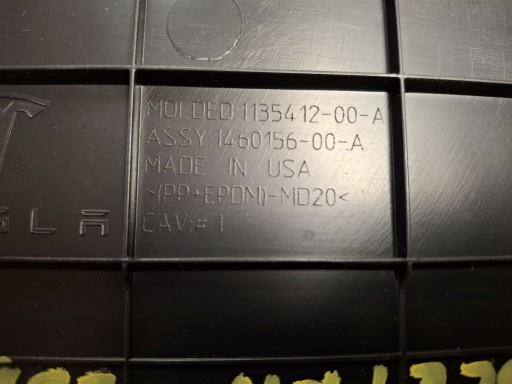 MOLDED:1135412-00-A
ASSY:1460156-00-A
MADE IN USA
>(PP+EPDM)-MD20<
CAV:# 1